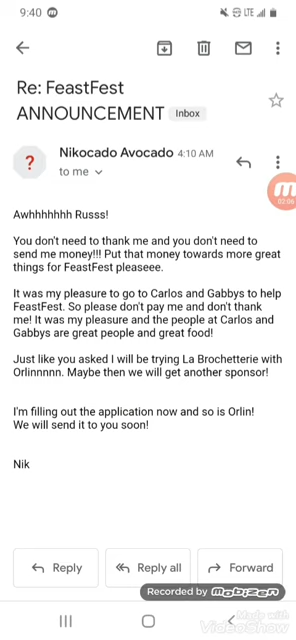 9:40
LTE
Re: FeastFest
ANNOUNCEMENT Inbox
Nikocado Avocado 4:10 AM
to me
?
02:06
Awhhhhhhh Russs!
You don't need to thank me and you don't need to
send me money!!! Put that money towards more great
things for FeastFest pleaseee.
It was my pleasure to go to Carlos and Gabbys to help
FeastFest. So please don't pay me and don't thank
me! It was my pleasure and the people at Carlos and
Gabbys are great people and great food!
Just like you asked I will be trying La Brochetterie with
Orlinnnnn. Maybe then we will get another sponsor!
I'm filling out the application now and so is Orlin!
We will send it to you soon!
Nik
Reply
Reply all
Forward
Recorded by mobizen
Made with
VideoShow